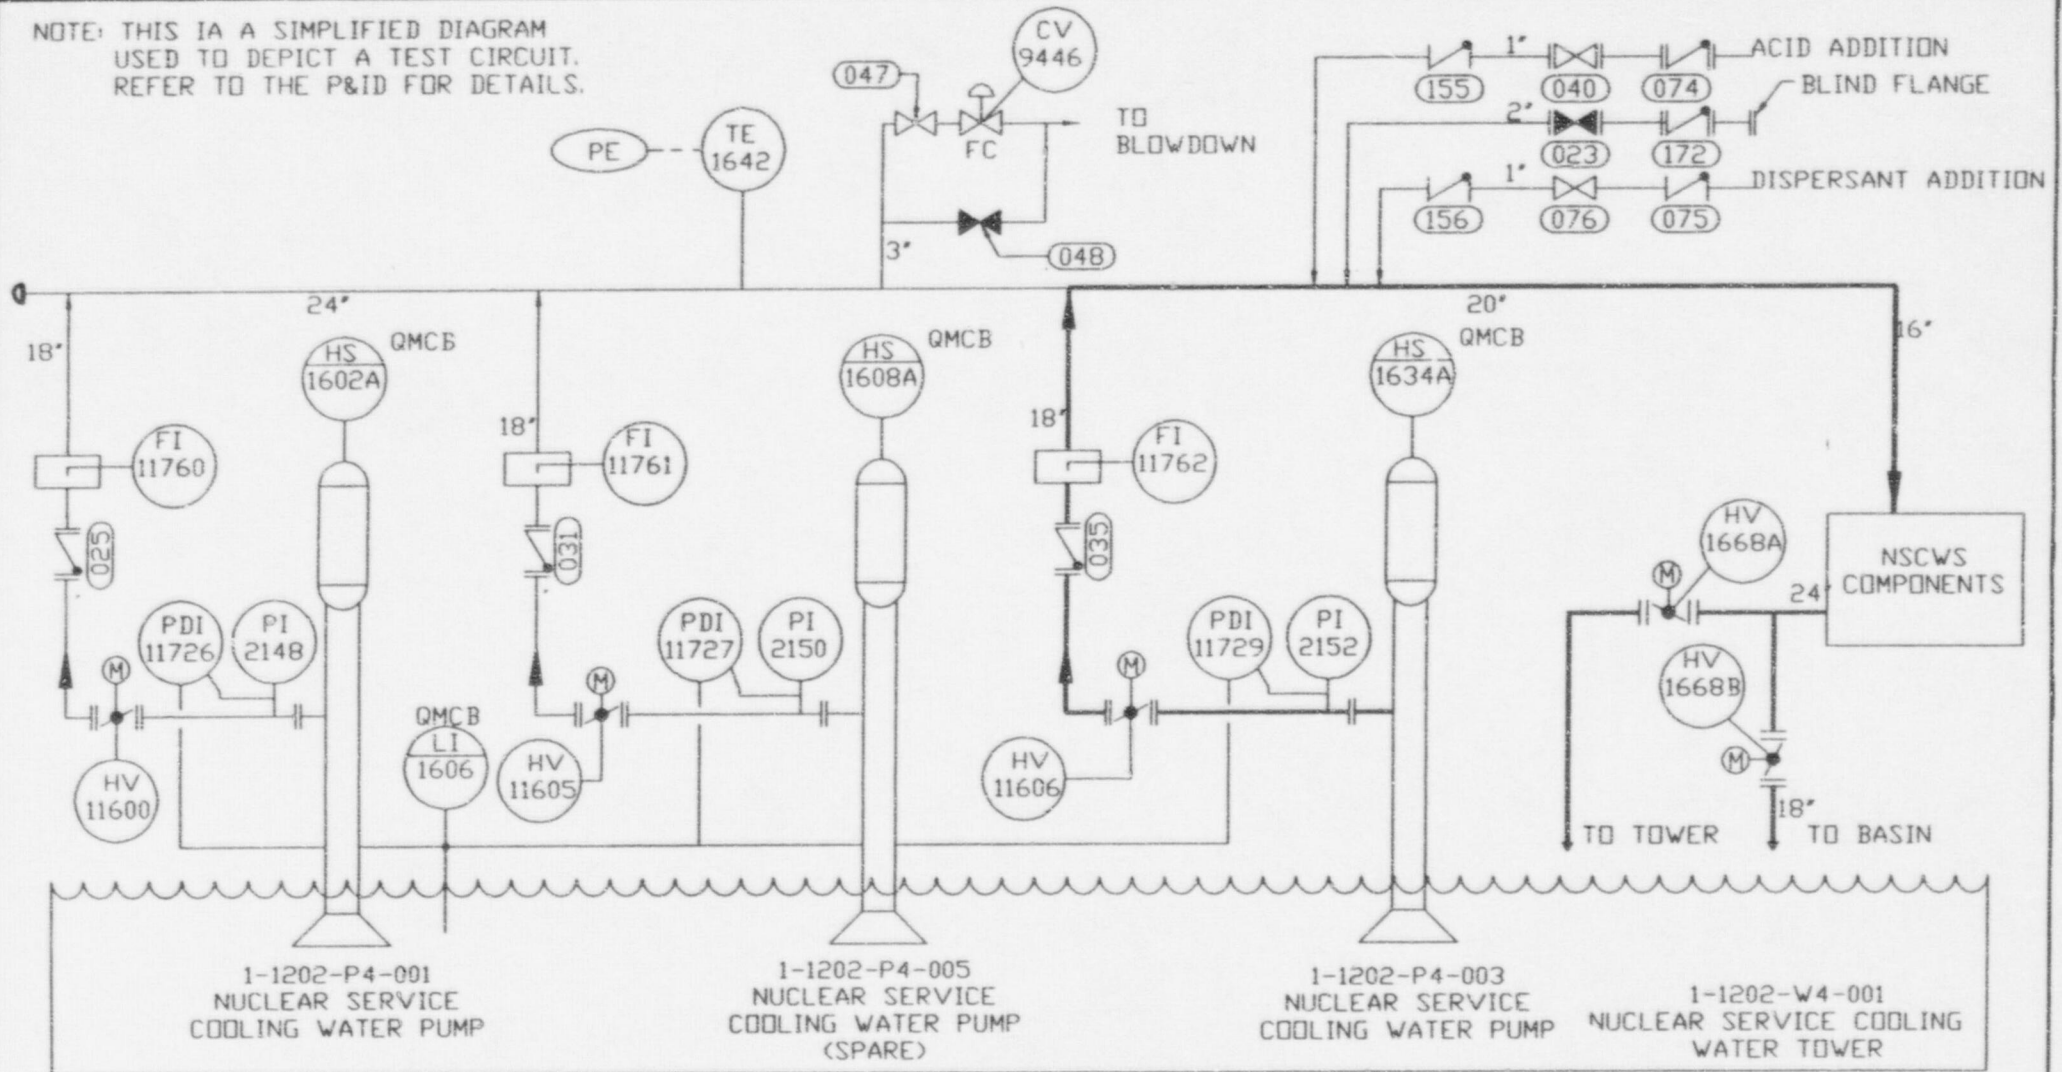 NOTE: THIS IA A SIMPLIFIED DIAGRAM
USED TO DEPICT A TEST CIRCUIT.
REFER TO THE P&ID FOR DETAILS.
PE
TE
1642
047
CV
9446
FC
TO
BLOWDOWN
048
3"
155
1"
040
074
ACID ADDITION
2"
023
172
BLIND FLANGE
156
1"
076
075
DISPERSANT ADDITION
24"
20"
16"
18"
HS
1602A
QMCB
FI
11760
025
PDI
11726
PI
2148
M
HV
11600
QMCB
LI
1606
18"
HS
1608A
QMCB
FI
11761
031
PDI
11727
PI
2150
M
HV
11605
18"
HS
1634A
QMCB
FI
11762
035
PDI
11729
PI
2152
M
HV
11606
HV
1668A
M
24"
NSCWS
COMPONENTS
HV
1668B
M
18"
TO TOWER
TO BASIN
1-1202-P4-001
NUCLEAR SERVICE
COOLING WATER PUMP
1-1202-P4-005
NUCLEAR SERVICE
COOLING WATER PUMP
(SPARE)
1-1202-P4-003
NUCLEAR SERVICE
COOLING WATER PUMP
1-1202-W4-001
NUCLEAR SERVICE COOLING
WATER TOWER